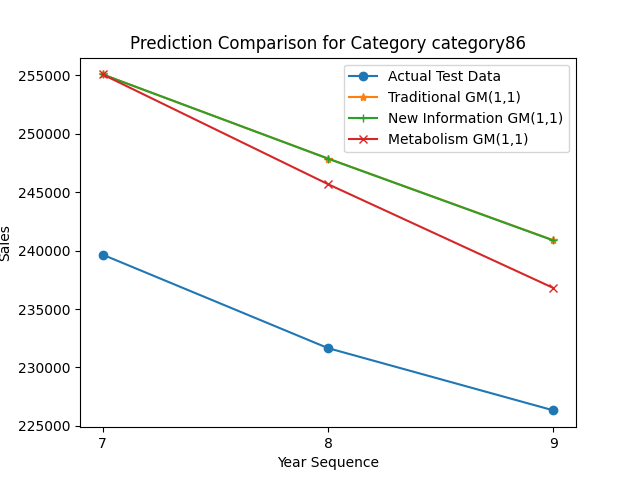 Prediction Comparison for Category category86
Actual Test Data
Traditional GM(1,1)
New Information GM(1,1)
Metabolism GM(1,1)
255000
250000
245000
240000
235000
230000
225000
Sales
7
8
9
Year Sequence